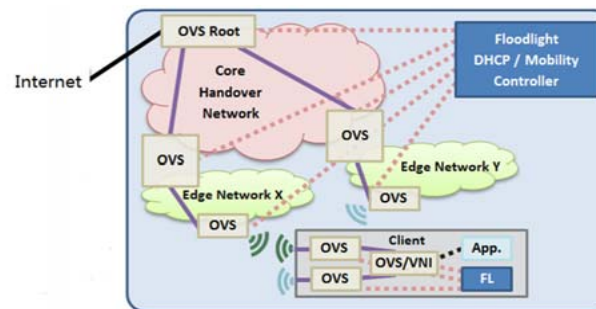 OVS Root
Floodlight
DHCP / Mobility
Controller
Internet
Core
Handover
Network
OVS
OVS
Edge Network X
Edge Network Y
OVS
OVS
Client
OVS
OVS/VNI
App.
OVS
FL